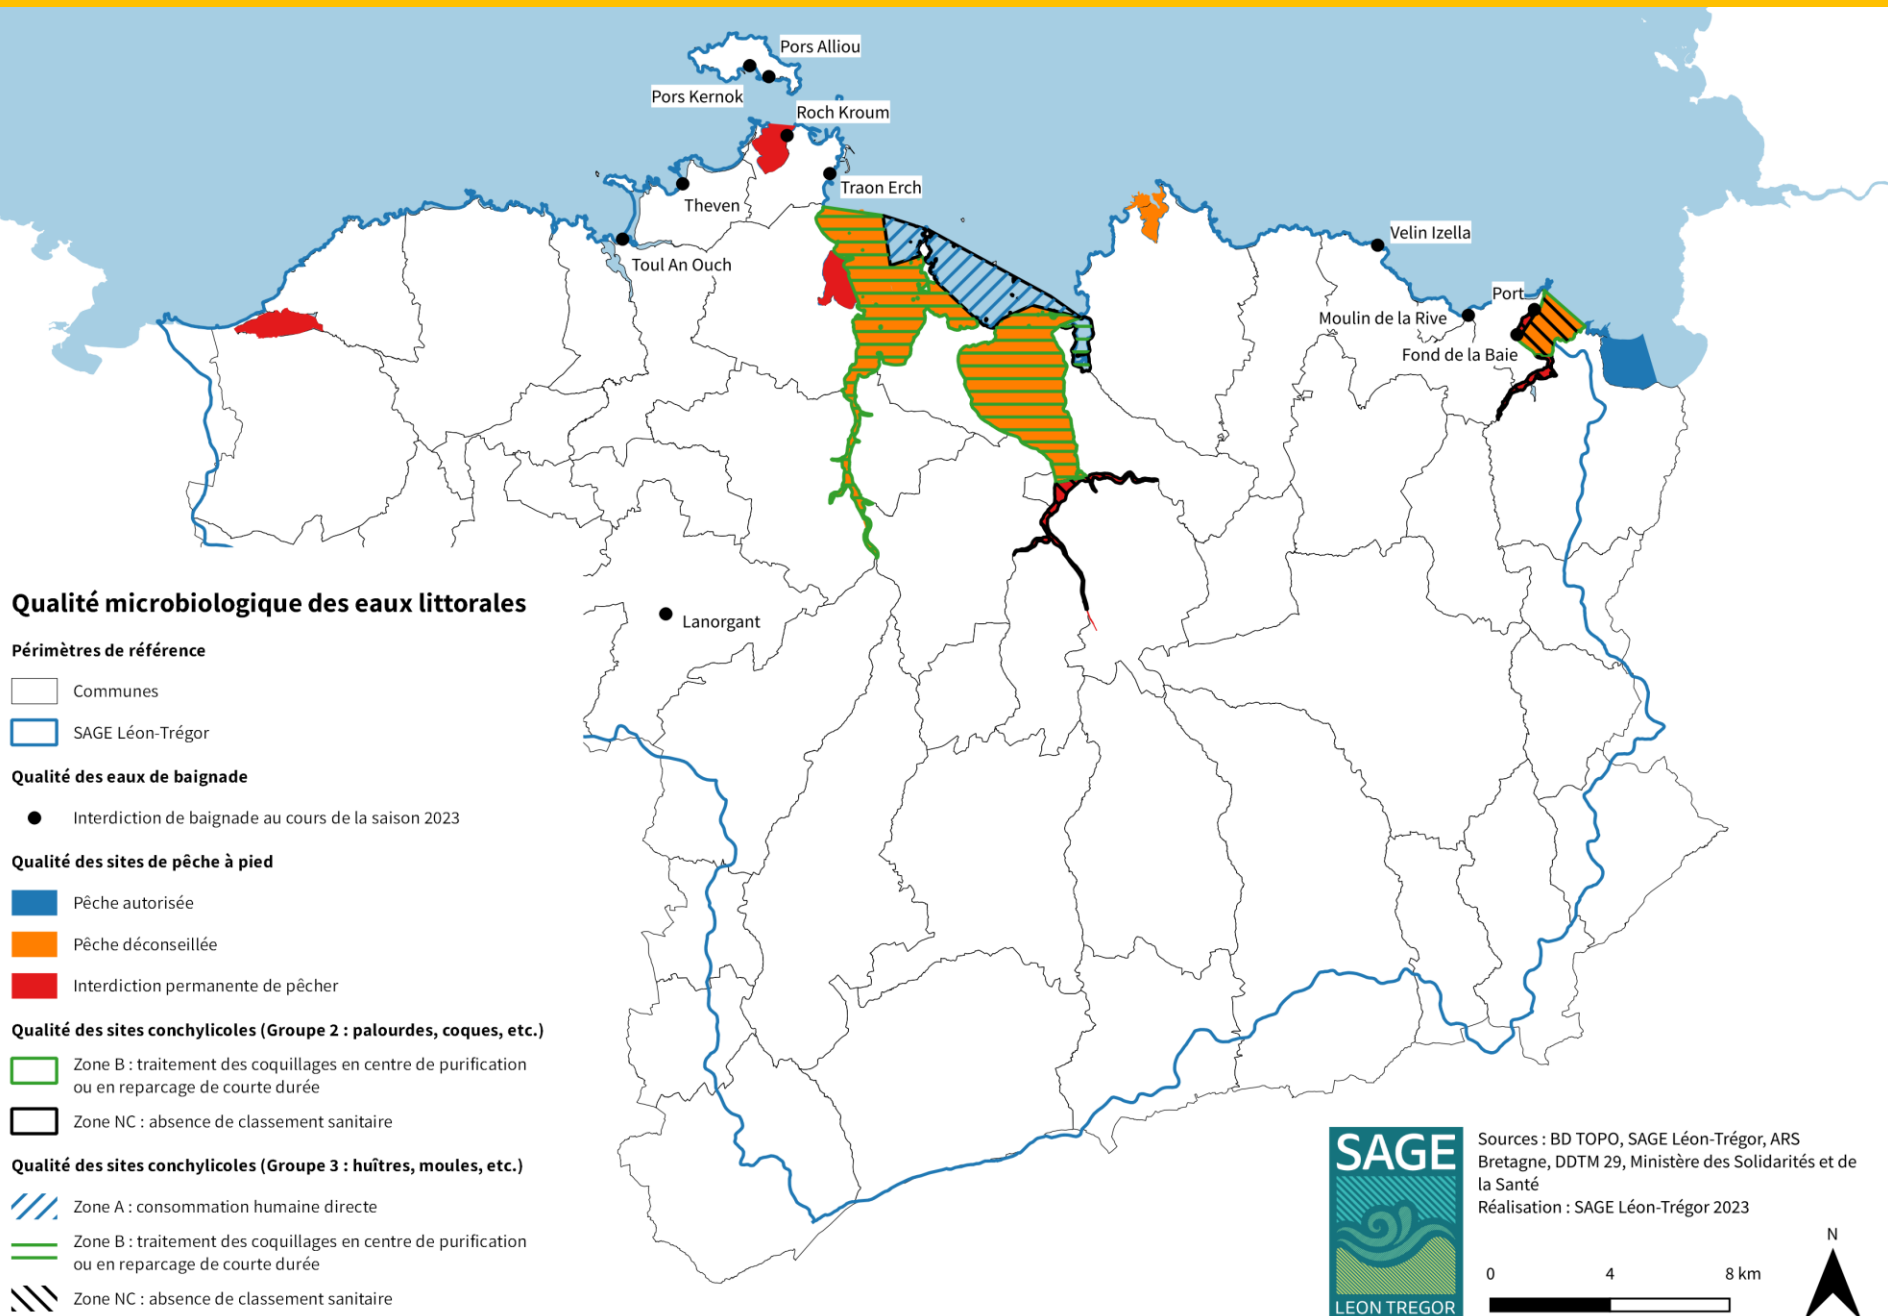 Pors Alliou
Pors Kernok
Roch Kroum
Traon Erch
Theven
Toul An Ouch
Velin Izella
Port
Moulin de la Rive
Fond de la Baie
Lanorgant
Qualité microbiologique des eaux littorales
Périmètres de référence
Communes
SAGE Léon-Trégor
Qualité des eaux de baignade
Interdiction de baignade au cours de la saison 2023
Qualité des sites de pêche à pied
Pêche autorisée
Pêche déconseillée
Interdiction permanente de pêcher
Qualité des sites conchylicoles (Groupe 2 : palourdes, coques, etc.)
Zone B : traitement des coquillages en centre de purification
ou en reparcage de courte durée
Zone NC : absence de classement sanitaire
Qualité des sites conchylicoles (Groupe 3 : huîtres, moules, etc.)
Zone A : consommation humaine directe
Zone B : traitement des coquillages en centre de purification
ou en reparcage de courte durée
Zone NC : absence de classement sanitaire
SAGE
LEON TREGOR
Sources : BD TOPO, SAGE Léon-Trégor, ARS
Bretagne, DDTM 29, Ministère des Solidarités et de
la Santé
Réalisation : SAGE Léon-Trégor 2023
N
0 4 8 km